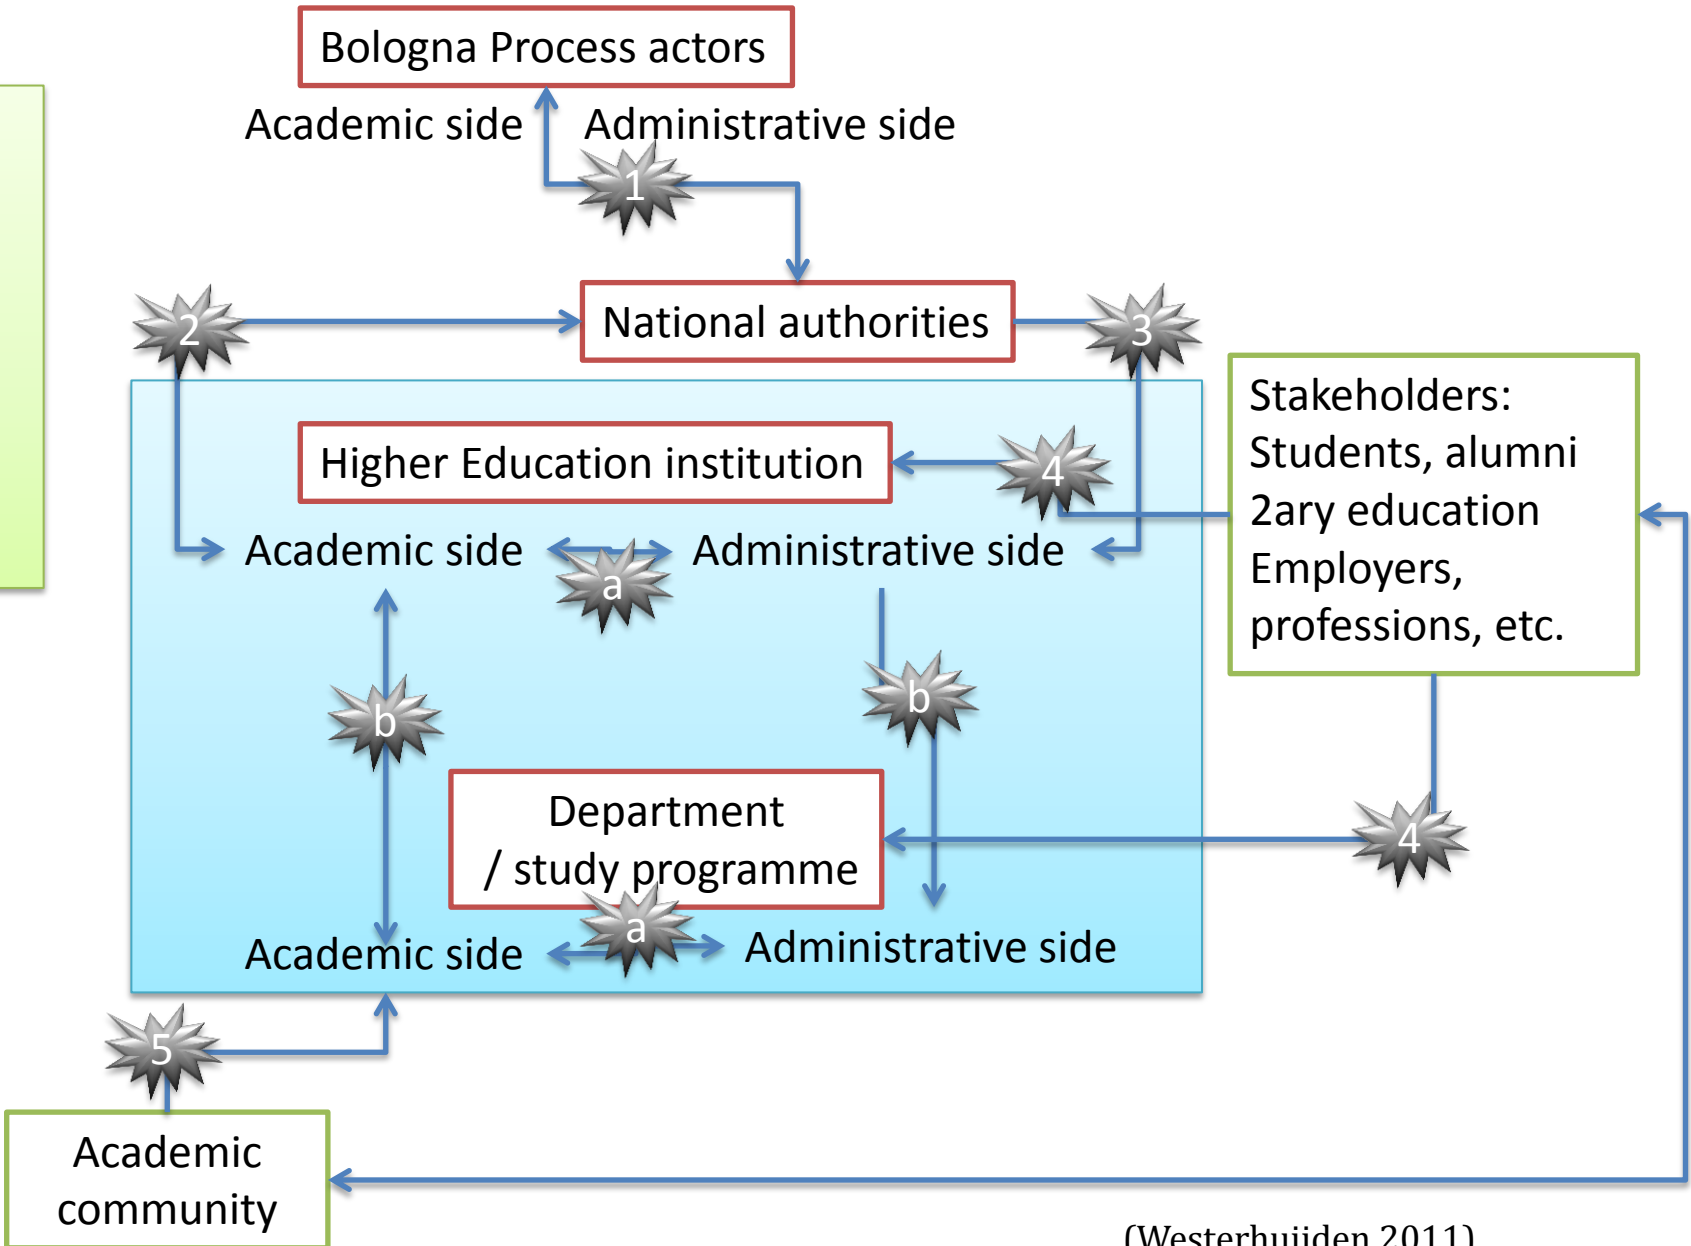 Bologna Process actors
Academic side Administrative side
1
2
National authorities
3
Higher Education institution
4
Stakeholders:
Students, alumni
2ary education
Employers,
professions, etc.
Academic side
a
Administrative side
b
b
Department
/ study programme
4
Academic side
a
Administrative side
5
Academic
community
(Westerhuijden 2011)